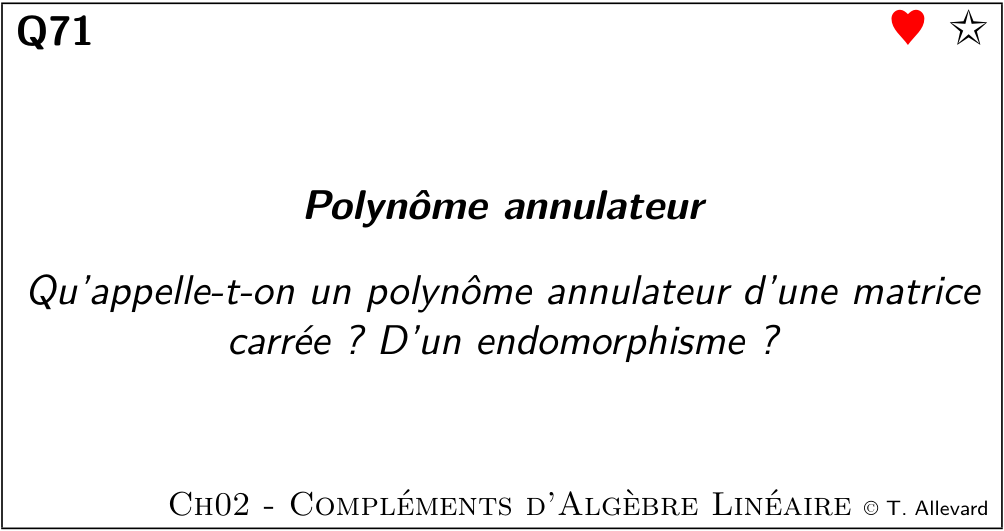 Q71
Polynôme annulateur
Qu'appelle-t-on un polynôme annulateur d'une matrice
carrée ? D'un endomorphisme ?
Ch02 - Compléments d'Algèbre Linéaire © T. Allevard